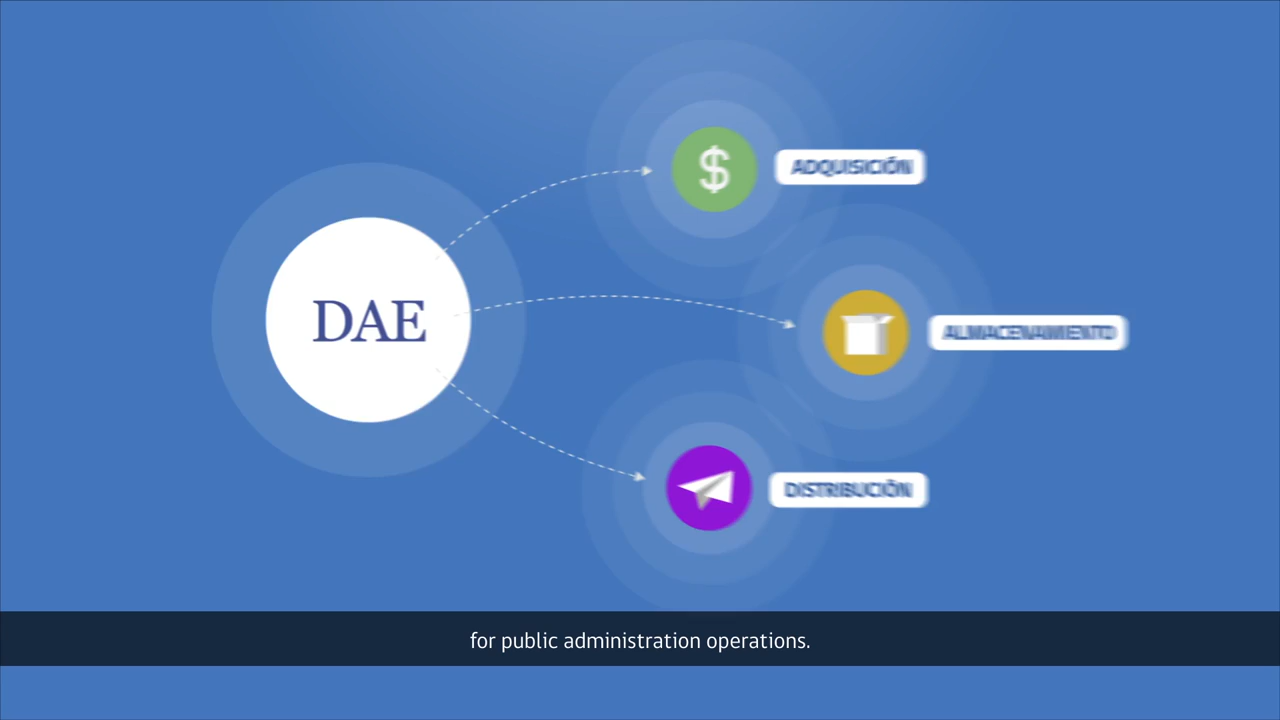 DAE
$
ADQUISICIÓN
ALMACENAMIENTO
DISTRIBUCIÓN
for public administration operations.